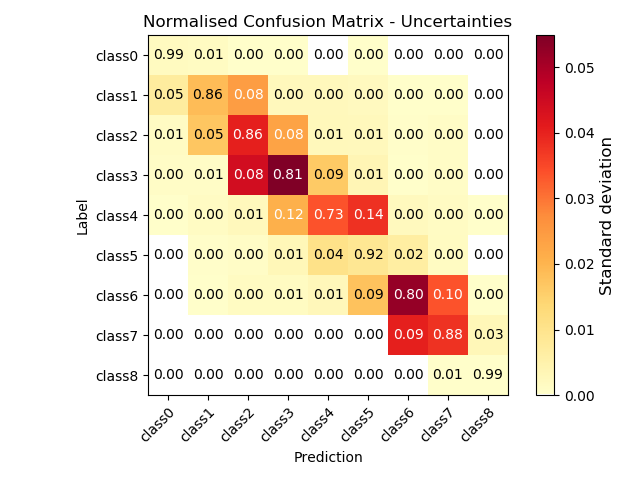 Normalised Confusion Matrix - Uncertainties
class0 0.99 0.01 0.00 0.00 0.00 0.00 0.00 0.00 0.00
class1 0.05 0.86 0.08 0.00 0.00 0.00 0.00 0.00 0.00
class2 0.01 0.05 0.86 0.08 0.01 0.01 0.00 0.00 0.00
class3 0.00 0.01 0.08 0.81 0.09 0.01 0.00 0.00 0.00
class4 0.00 0.00 0.01 0.12 0.73 0.14 0.00 0.00 0.00
class5 0.00 0.00 0.00 0.01 0.04 0.92 0.02 0.00 0.00
class6 0.00 0.00 0.00 0.01 0.01 0.09 0.80 0.10 0.00
class7 0.00 0.00 0.00 0.00 0.00 0.00 0.09 0.88 0.03
class8 0.00 0.00 0.00 0.00 0.00 0.00 0.00 0.01 0.99
Label
class0 class1 class2 class3 class4 class5 class6 class7 class8
Prediction
0.05
0.04
0.03
0.02
0.01
0.00
Standard deviation